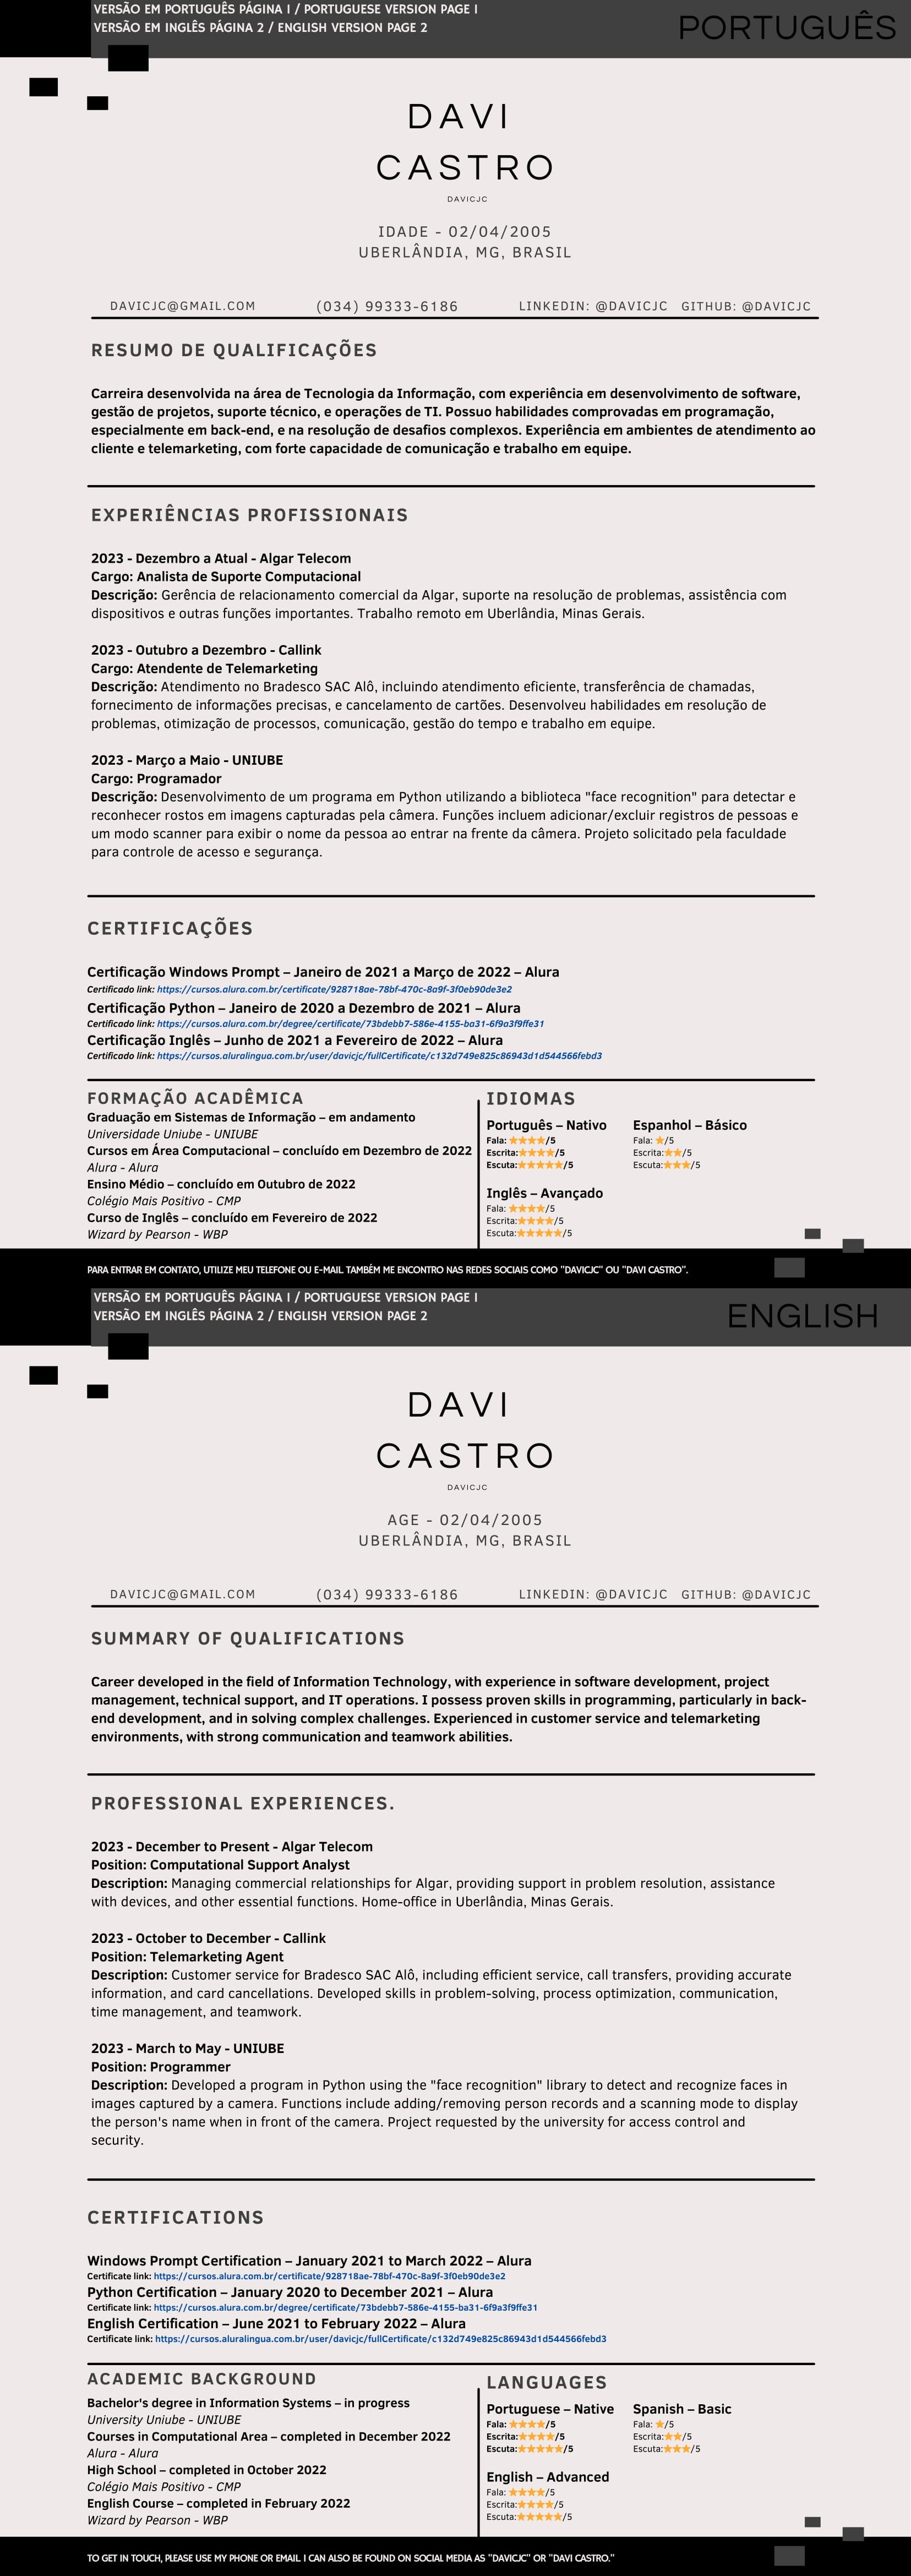 VERSÃO EM PORTUGUÊS PÁGINA 1 / PORTUGUESE VERSION PAGE 1
VERSÃO EM INGLÊS PÁGINA 2 / ENGLISH VERSION PAGE 2
PORTUGUÊS
DAVI
CASTRO
DAVICJC
IDADE - 02/04/2005
UBERLÂNDIA, MG, BRASIL
DAVICJC@GMAIL.COM (034) 99333-6186 LINKEDIN: @DAVICJC GITHUB: @DAVICJC
RESUMO DE QUALIFICAÇÕES
Carreira desenvolvida na área de Tecnologia da Informação, com experiência em desenvolvimento de software,
gestão de projetos, suporte técnico, e operações de TI. Possuo habilidades comprovadas em programação,
especialmente em back-end, e na resolução de desafios complexos. Experiência em ambientes de atendimento ao
cliente e telemarketing, com forte capacidade de comunicação e trabalho em equipe.
EXPERIÊNCIAS PROFISSIONAIS
2023 - Dezembro a Atual - Algar Telecom
Cargo: Analista de Suporte Computacional
Descrição: Gerência de relacionamento comercial da Algar, suporte na resolução de problemas, assistência com
dispositivos e outras funções importantes. Trabalho remoto em Uberlândia, Minas Gerais.
2023 - Outubro a Dezembro - Callink
Cargo: Atendente de Telemarketing
Descrição: Atendimento no Bradesco SAC Alô, incluindo atendimento eficiente, transferência de chamadas,
fornecimento de informações precisas, e cancelamento de cartões. Desenvolveu habilidades em resolução de
problemas, otimização de processos, comunicação, gestão do tempo e trabalho em equipe.
2023 - Março a Maio - UNIUBE
Cargo: Programador
Descrição: Desenvolvimento de um programa em Python utilizando a biblioteca "face recognition" para detectar e
reconhecer rostos em imagens capturadas pela câmera. Funções incluem adicionar/excluir registros de pessoas e
um modo scanner para exibir o nome da pessoa ao entrar na frente da câmera. Projeto solicitado pela faculdade
para controle de acesso e segurança.
CERTIFICAÇÕES
Certificação Windows Prompt – Janeiro de 2021 a Março de 2022 – Alura
Certificado link: https://cursos.alura.com.br/certificate/928718ae-78bf-470c-8a9f-3f0eb90de3e2
Certificação Python – Janeiro de 2020 a Dezembro de 2021 – Alura
Certificado link: https://cursos.alura.com.br/degree/certificate/73bdebb7-586e-4155-ba31-6f9a3f9ffe31
Certificação Inglês – Junho de 2021 a Fevereiro de 2022 – Alura
Certificado link: https://cursos.aluralingua.com.br/user/davicjc/fullCertificate/c132d749e825c86943d1d544566febd3
FORMAÇÃO ACADÊMICA
Graduação em Sistemas de Informação – em andamento
Universidade Uniube - UNIUBE
Cursos em Área Computacional – concluído em Dezembro de 2022
Alura - Alura
Ensino Médio – concluído em Outubro de 2022
Colégio Mais Positivo - CMP
Curso de Inglês – concluído em Fevereiro de 2022
Wizard by Pearson - WBP
IDIOMAS
Português – Nativo
Fala: ⭐⭐⭐⭐/5
Escrita:⭐⭐⭐⭐/5
Escuta:⭐⭐⭐⭐⭐/5
Espanhol – Básico
Fala: ⭐/5
Escrita:⭐⭐/5
Escuta:⭐⭐⭐/5
Inglês – Avançado
Fala: ⭐⭐⭐⭐/5
Escrita:⭐⭐⭐⭐/5
Escuta:⭐⭐⭐⭐⭐/5
PARA ENTRAR EM CONTATO, UTILIZE MEU TELEFONE OU E-MAIL. TAMBÉM ME ENCONTRO NAS REDES SOCIAIS COMO "DAVICJC" OU "DAVI CASTRO".
VERSÃO EM PORTUGUÊS PÁGINA 1 / PORTUGUESE VERSION PAGE 1
VERSÃO EM INGLÊS PÁGINA 2 / ENGLISH VERSION PAGE 2
ENGLISH
DAVI
CASTRO
DAVICJC
AGE - 02/04/2005
UBERLÂNDIA, MG, BRASIL
DAVICJC@GMAIL.COM (034) 99333-6186 LINKEDIN: @DAVICJC GITHUB: @DAVICJC
SUMMARY OF QUALIFICATIONS
Career developed in the field of Information Technology, with experience in software development, project
management, technical support, and IT operations. I possess proven skills in programming, particularly in back-
end development, and in solving complex challenges. Experienced in customer service and telemarketing
environments, with strong communication and teamwork abilities.
PROFESSIONAL EXPERIENCES.
2023 - December to Present - Algar Telecom
Position: Computational Support Analyst
Description: Managing commercial relationships for Algar, providing support in problem resolution, assistance
with devices, and other essential functions. Home-office in Uberlândia, Minas Gerais.
2023 - October to December - Callink
Position: Telemarketing Agent
Description: Customer service for Bradesco SAC Alô, including efficient service, call transfers, providing accurate
information, and card cancellations. Developed skills in problem-solving, process optimization, communication,
time management, and teamwork.
2023 - March to May - UNIUBE
Position: Programmer
Description: Developed a program in Python using the "face recognition" library to detect and recognize faces in
images captured by a camera. Functions include adding/removing person records and a scanning mode to display
the person's name when in front of the camera. Project requested by the university for access control and
security.
CERTIFICATIONS
Windows Prompt Certification – January 2021 to March 2022 – Alura
Certificate link: https://cursos.alura.com.br/certificate/928718ae-78bf-470c-8a9f-3f0eb90de3e2
Python Certification – January 2020 to December 2021 – Alura
Certificate link: https://cursos.alura.com.br/degree/certificate/73bdebb7-586e-4155-ba31-6f9a3f9ffe31
English Certification – June 2021 to February 2022 – Alura
Certificate link: https://cursos.aluralingua.com.br/user/davicjc/fullCertificate/c132d749e825c86943d1d544566febd3
ACADEMIC BACKGROUND
Bachelor's degree in Information Systems – in progress
University Uniube - UNIUBE
Courses in Computational Area – completed in December 2022
Alura - Alura
High School – completed in October 2022
Colégio Mais Positivo - CMP
English Course – completed in February 2022
Wizard by Pearson - WBP
LANGUAGES
Portuguese – Native
Fala: ⭐⭐⭐⭐/5
Escrita:⭐⭐⭐⭐/5
Escuta:⭐⭐⭐⭐⭐/5
Spanish – Basic
Fala: ⭐/5
Escrita:⭐⭐/5
Escuta:⭐⭐⭐/5
English – Advanced
Fala: ⭐⭐⭐⭐/5
Escrita:⭐⭐⭐⭐/5
Escuta:⭐⭐⭐⭐⭐/5
TO GET IN TOUCH, PLEASE USE MY PHONE OR EMAIL. I CAN ALSO BE FOUND ON SOCIAL MEDIA AS "DAVICJC" OR "DAVI CASTRO."